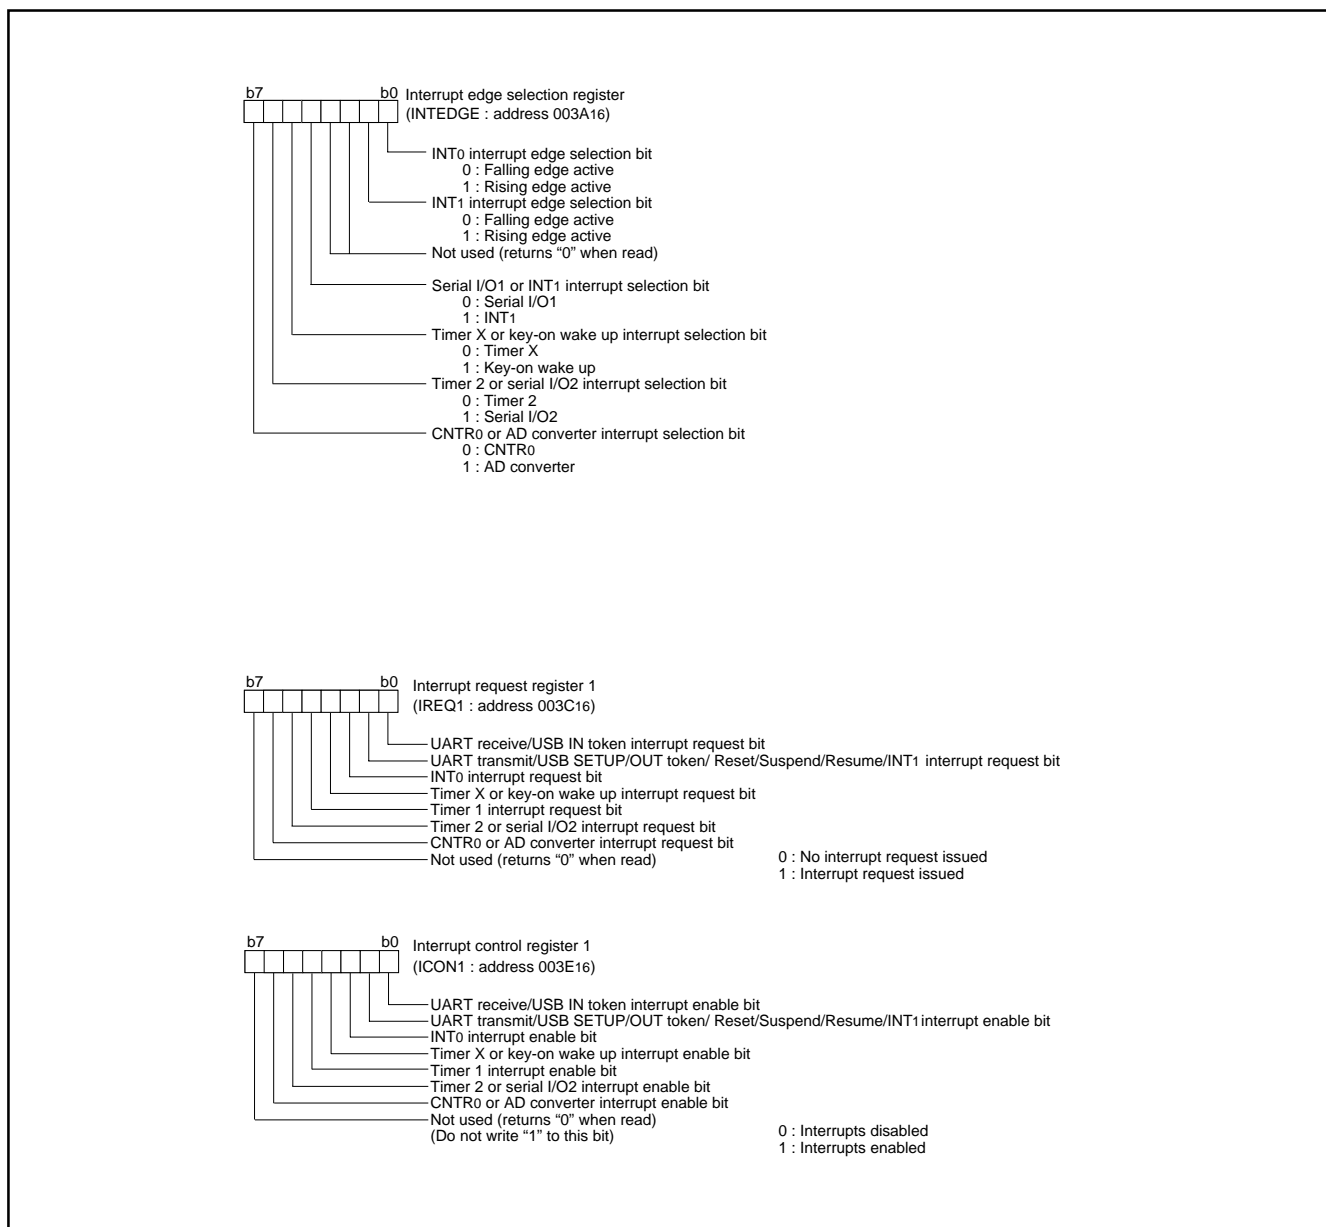 b7 b0 Interrupt edge selection register
(INTEDGE : address 003A16)
INT0 interrupt edge selection bit
0 : Falling edge active
1 : Rising edge active
INT1 interrupt edge selection bit
0 : Falling edge active
1 : Rising edge active
Not used (returns “0” when read)
Serial I/O1 or INT1 interrupt selection bit
0 : Serial I/O1
1 : INT1
Timer X or key-on wake up interrupt selection bit
0 : Timer X
1 : Key-on wake up
Timer 2 or serial I/O2 interrupt selection bit
0 : Timer 2
1 : Serial I/O2
CNTR0 or AD converter interrupt selection bit
0 : CNTR0
1 : AD converter
b7 b0 Interrupt request register 1
(IREQ1 : address 003C16)
UART receive/USB IN token interrupt request bit
UART transmit/USB SETUP/OUT token/ Reset/Suspend/Resume/INT1 interrupt request bit
INT0 interrupt request bit
Timer X or key-on wake up interrupt request bit
Timer 1 interrupt request bit
Timer 2 or serial I/O2 interrupt request bit
CNTR0 or AD converter interrupt request bit
Not used (returns “0” when read)
0 : No interrupt request issued
1 : Interrupt request issued
b7 b0 Interrupt control register 1
(ICON1 : address 003E16)
UART receive/USB IN token interrupt enable bit
UART transmit/USB SETUP/OUT token/ Reset/Suspend/Resume/INT1 interrupt enable bit
INT0 interrupt enable bit
Timer X or key-on wake up interrupt enable bit
Timer 1 interrupt enable bit
Timer 2 or serial I/O2 interrupt enable bit
CNTR0 or AD converter interrupt enable bit
Not used (returns “0” when read)
(Do not write “1” to this bit)
0 : Interrupts disabled
1 : Interrupts enabled